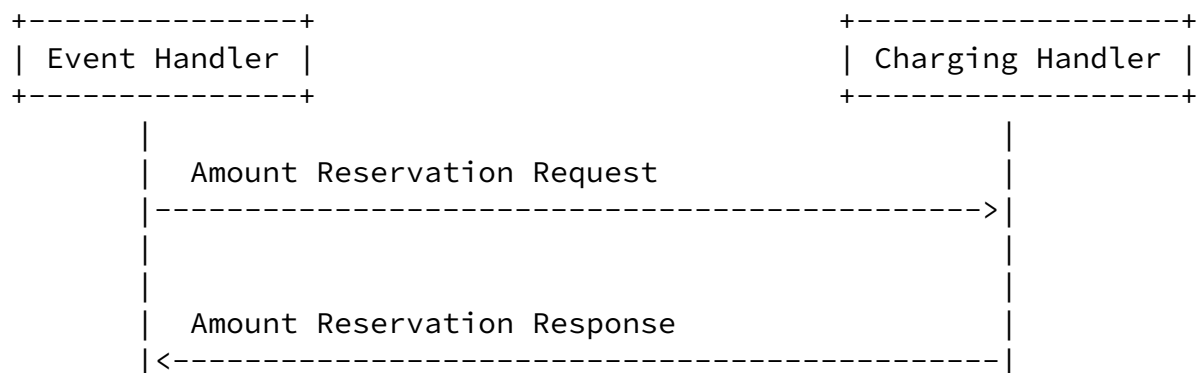 Event Handler
Charging Handler
Amount Reservation Request
Amount Reservation Response